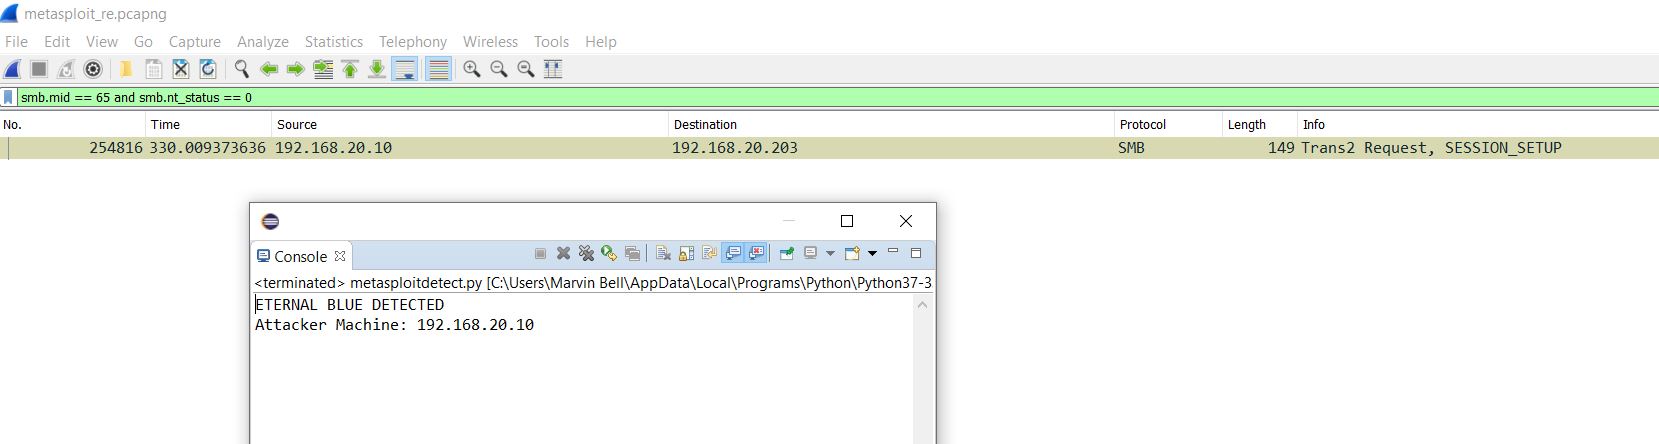 metasploit_re.pcapng
File Edit View Go Capture Analyze Statistics Telephony Wireless Tools Help
smb.mid == 65 and smb.nt_status == 0
No. Time Source Destination Protocol Length Info
254816 330.009373636 192.168.20.10 192.168.20.203 SMB 149 Trans2 Request, SESSION_SETUP
Console
<terminated> metasploitdetect.py [C:\Users\Marvin Bell\AppData\Local\Programs\Python\Python37-3
ETERNAL BLUE DETECTED
Attacker Machine: 192.168.20.10